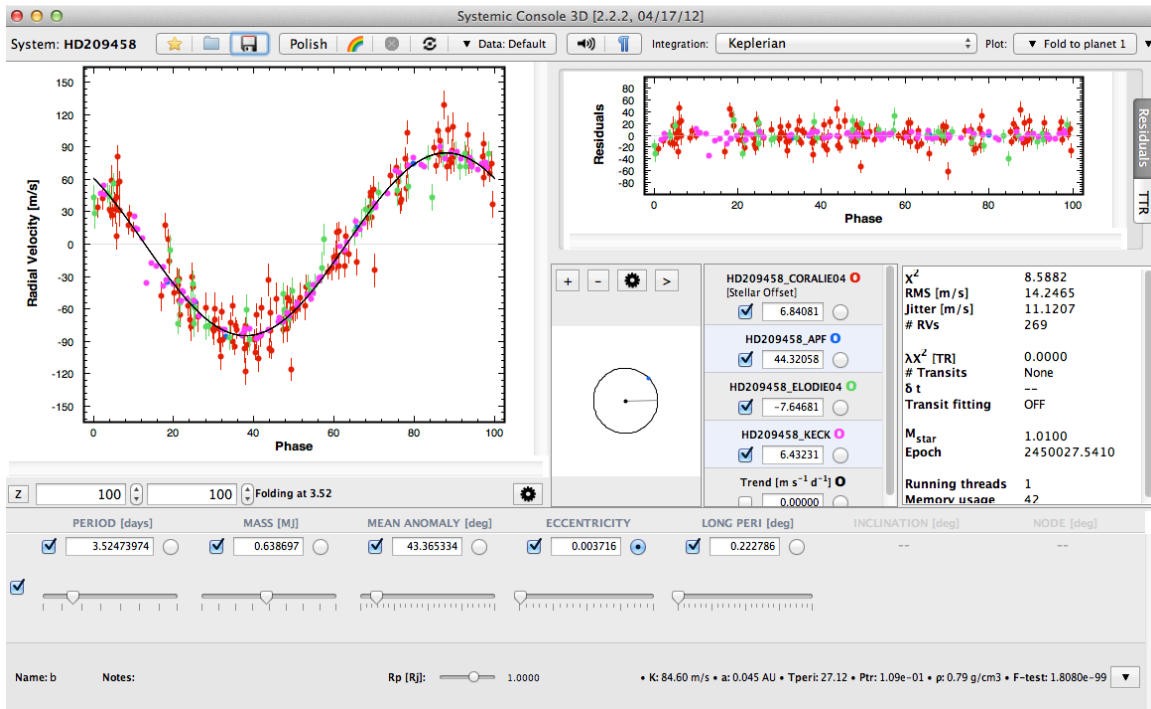 Systemic Console 3D [2.2.2, 04/17/12]
System: HD209458 Polish Data: Default Integration: Keplerian Plot: Fold to planet 1
150
120
90
60
30
0
-30
-60
-90
-120
-150
Radial Velocity [m/s]
0 20 40 60 80 100
Phase
80
60
40
20
0
-20
-40
-60
-80
Residuals
0 20 40 60 80 100
Phase
Residuals
TTR
+ - >
HD209458_CORALIE04 O
[Stellar Offset]
6.84081
HD209458_APF O
44.32058
HD209458_ELODIE04 O
-7.64681
HD209458_KECK O
6.43231
Trend [m s⁻¹ d⁻¹] O
0.00000
χ² 8.5882
RMS [m/s] 14.2465
Jitter [m/s] 11.1207
# RVs 269
λχ² [TR] 0.0000
# Transits None
δ t --
Transit fitting OFF
Mstar 1.0100
Epoch 2450027.5410
Running threads 1
Memory usage 42
Z 100 100 Folding at 3.52
PERIOD [days] MASS [MJ] MEAN ANOMALY [deg] ECCENTRICITY LONG PERI [deg] INCLINATION [deg] NODE [deg]
3.52473974 0.638697 43.365334 0.003716 0.222786 -- --
Name: b Notes: Rp [Rj]: 1.0000 • K: 84.60 m/s • a: 0.045 AU • Tperi: 27.12 • Ptr: 1.09e-01 • ρ: 0.79 g/cm3 • F-test: 1.8080e-99